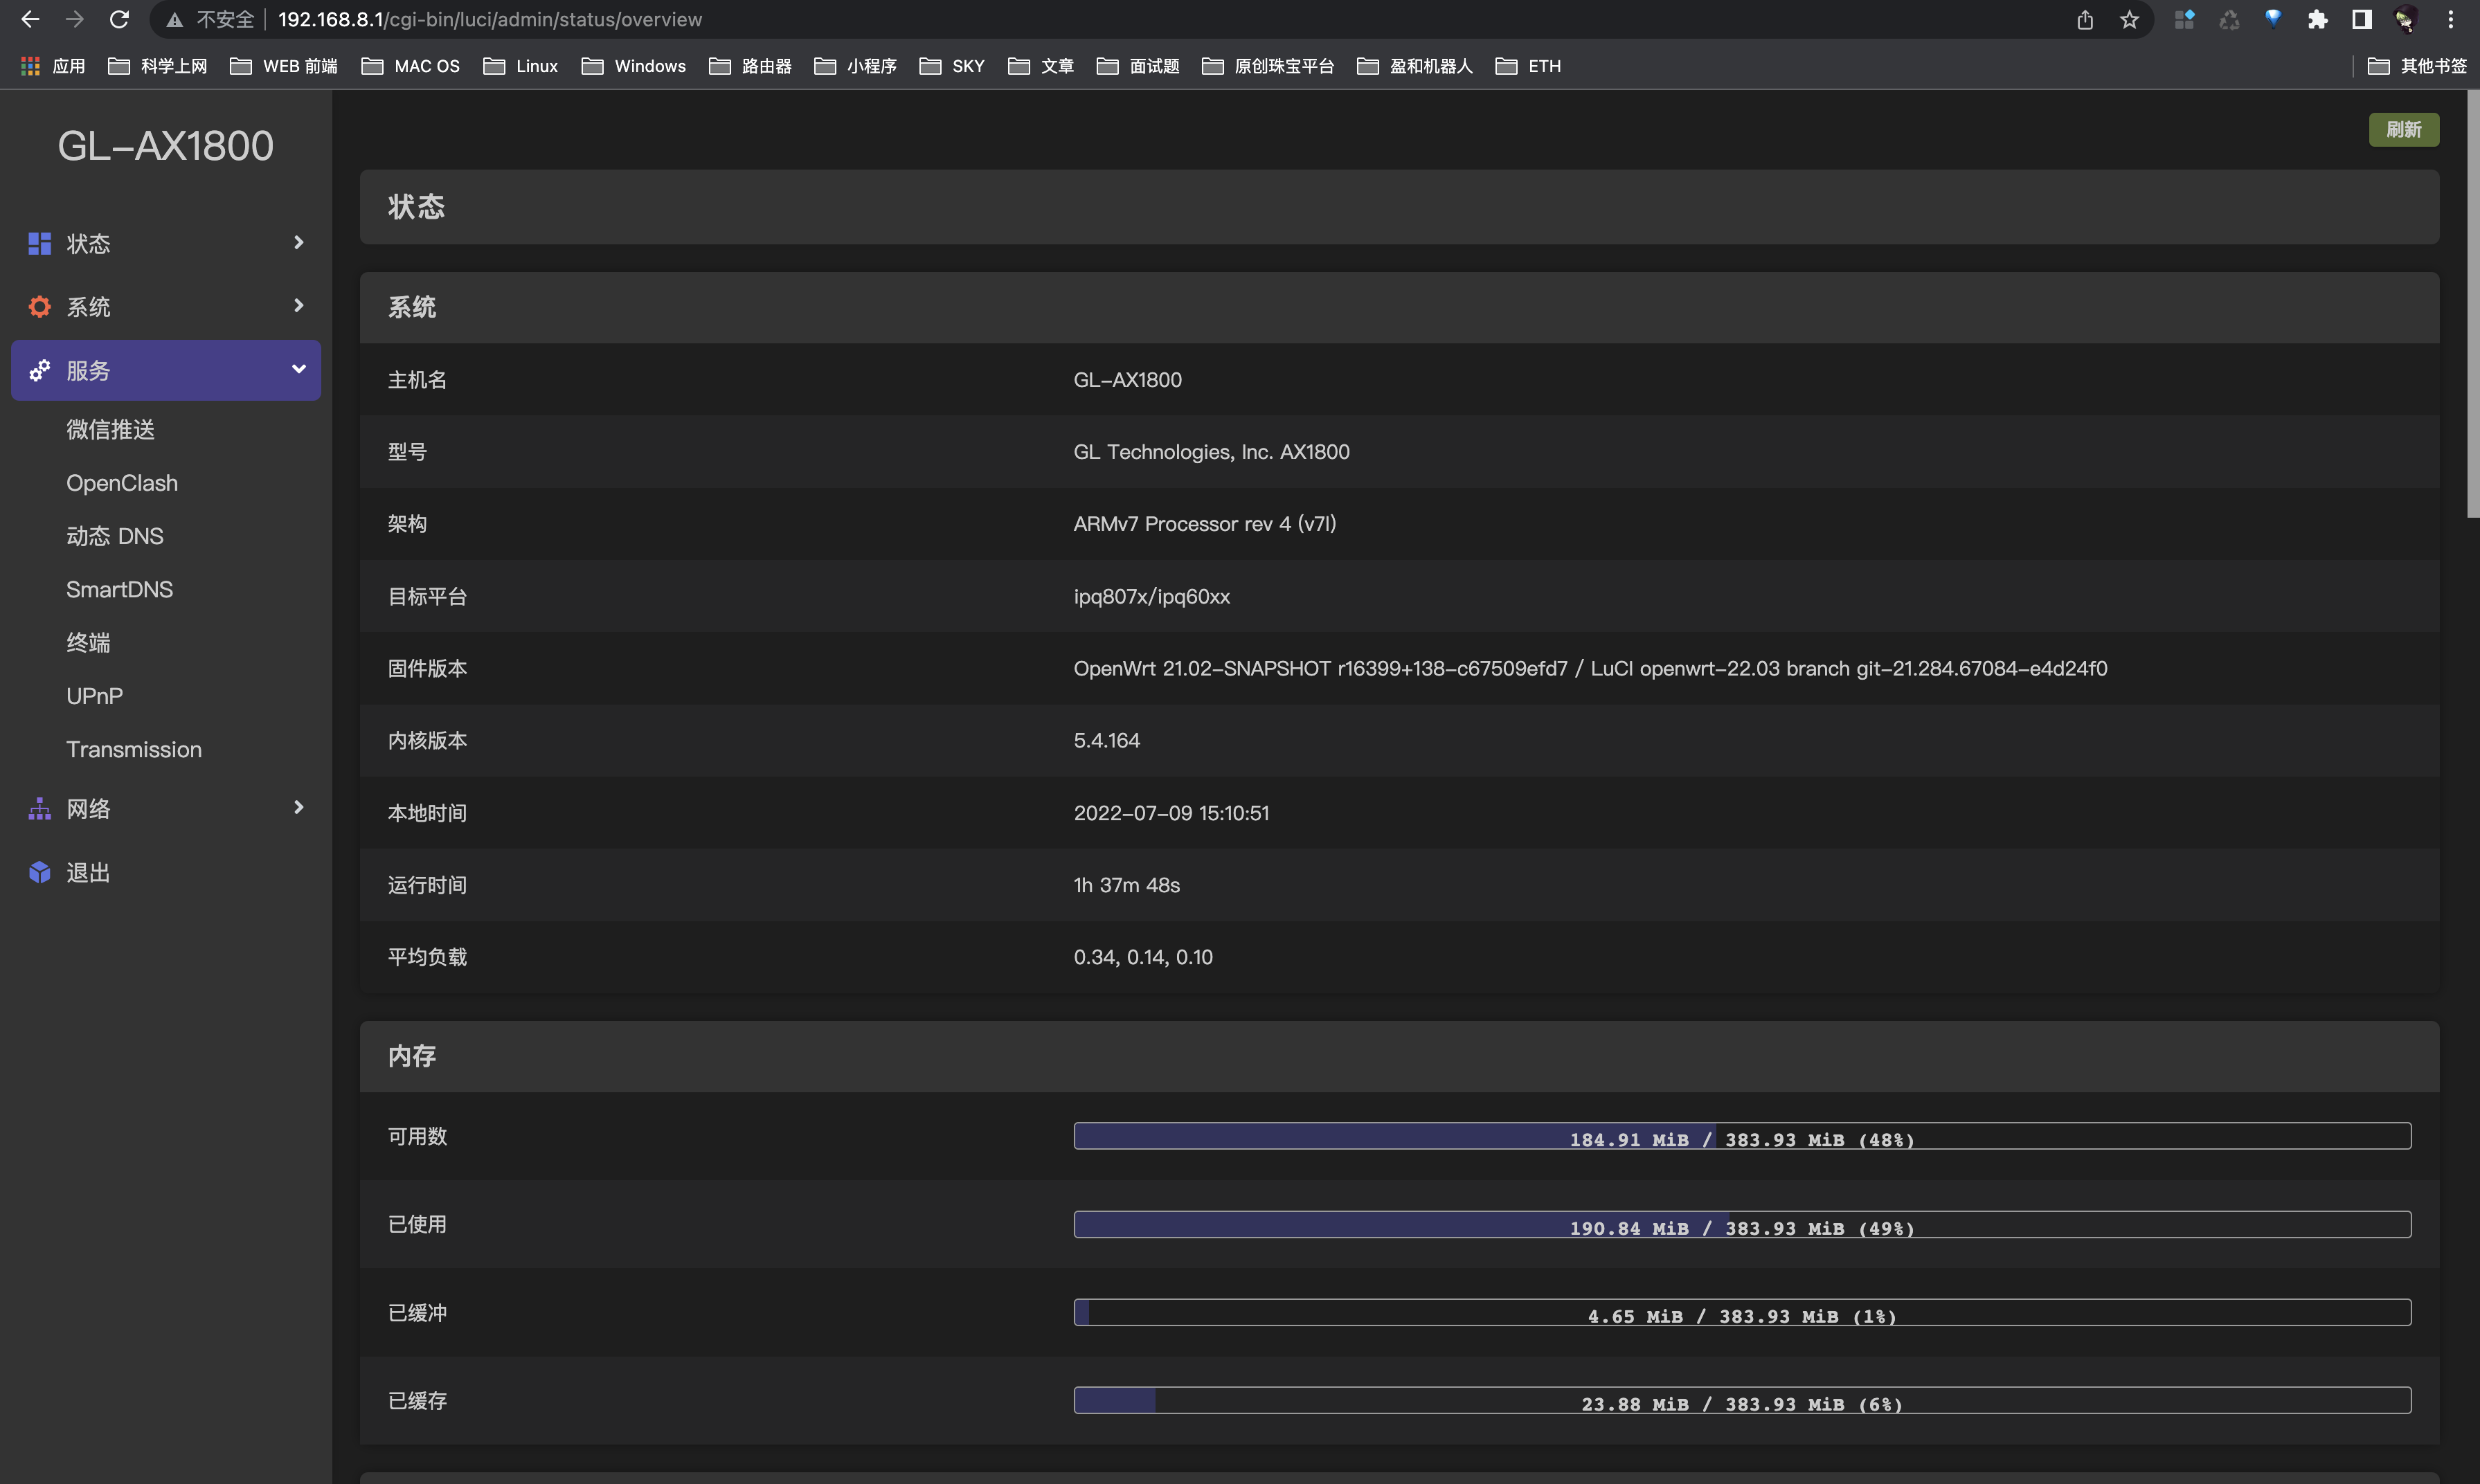 不安全 192.168.8.1/cgi-bin/luci/admin/status/overview
应用 科学上网 WEB 前端 MAC OS Linux Windows 路由器 小程序 SKY 文章 面试题 原创珠宝平台 盈和机器人 ETH 其他书签
GL-AX1800
状态
系统
服务
微信推送
OpenClash
动态 DNS
SmartDNS
终端
UPnP
Transmission
网络
退出
刷新
状态
系统
主机名 GL-AX1800
型号 GL Technologies, Inc. AX1800
架构 ARMv7 Processor rev 4 (v7l)
目标平台 ipq807x/ipq60xx
固件版本 OpenWrt 21.02-SNAPSHOT r16399+138-c67509efd7 / LuCI openwrt-22.03 branch git-21.284.67084-e4d24f0
内核版本 5.4.164
本地时间 2022-07-09 15:10:51
运行时间 1h 37m 48s
平均负载 0.34, 0.14, 0.10
内存
可用数 184.91 MiB / 383.93 MiB (48%)
已使用 190.84 MiB / 383.93 MiB (49%)
已缓冲 4.65 MiB / 383.93 MiB (1%)
已缓存 23.88 MiB / 383.93 MiB (6%)